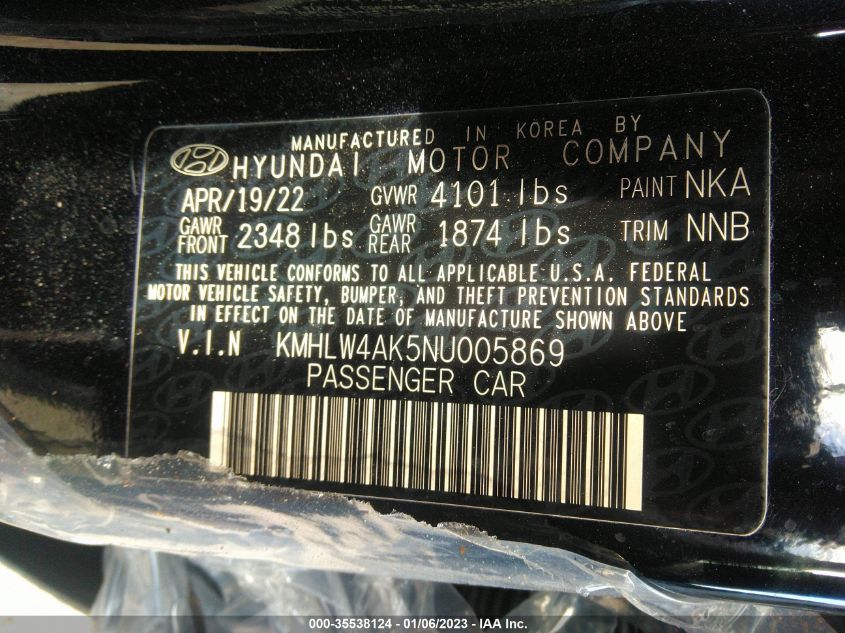 MANUFACTURED IN KOREA BY
HYUNDAI MOTOR COMPANY
APR/19/22 GVWR 4101 lbs PAINT NKA
GAWR FRONT 2348 lbs GAWR REAR 1874 lbs TRIM NNB
THIS VEHICLE CONFORMS TO ALL APPLICABLE U.S.A. FEDERAL
MOTOR VEHICLE SAFETY, BUMPER, AND THEFT PREVENTION STANDARDS
IN EFFECT ON THE DATE OF MANUFACTURE SHOWN ABOVE
V.I.N KMHLW4AK5NU005869
PASSENGER CAR
000-35538124 - 01/06/2023 - IAA Inc.